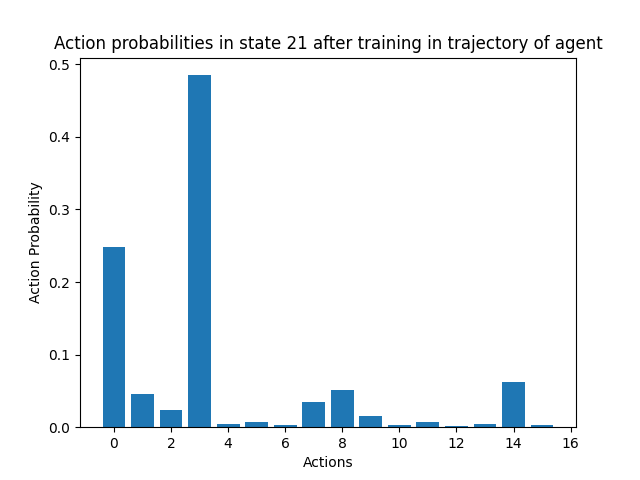 Action probabilities in state 21 after training in trajectory of agent
0.5
0.4
0.3
0.2
0.1
0.0
Action Probability
0 2 4 6 8 10 12 14 16
Actions